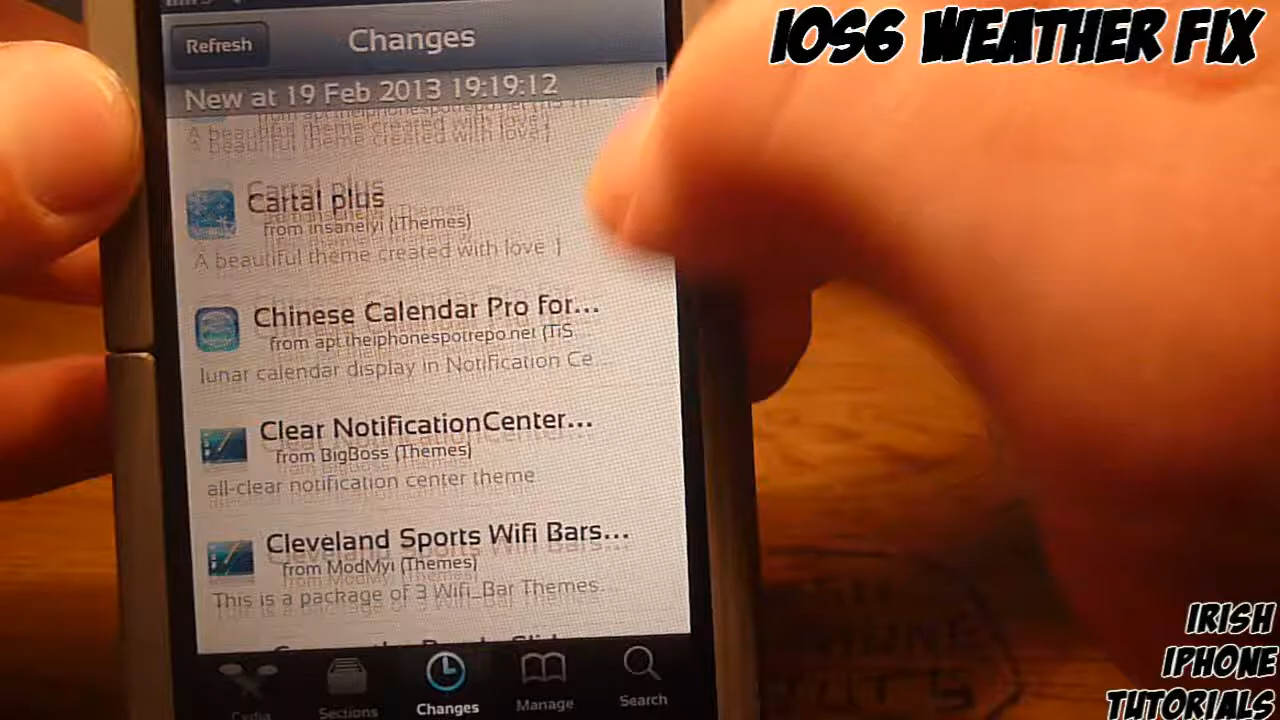 IOS6 WEATHER FIX
Refresh
Changes
New at 19 Feb 2013 19:19:12
A beautiful theme created with love
Cartal plus
from insanelyi (iThemes)
A beautiful theme created with love
Chinese Calendar Pro for...
from apt.theiphonespotrepo.net (TiS...
lunar calendar display in Notification Ce...
Clear NotificationCenter...
from BigBoss (Themes)
all-clear notification center theme
Cleveland Sports Wifi Bars...
from ModMyi (Themes)
This is a package of 3 Wifi_Bar Themes...
Cydia
Sections
Changes
Manage
Search
IRISH
IPHONE
TUTORIALS